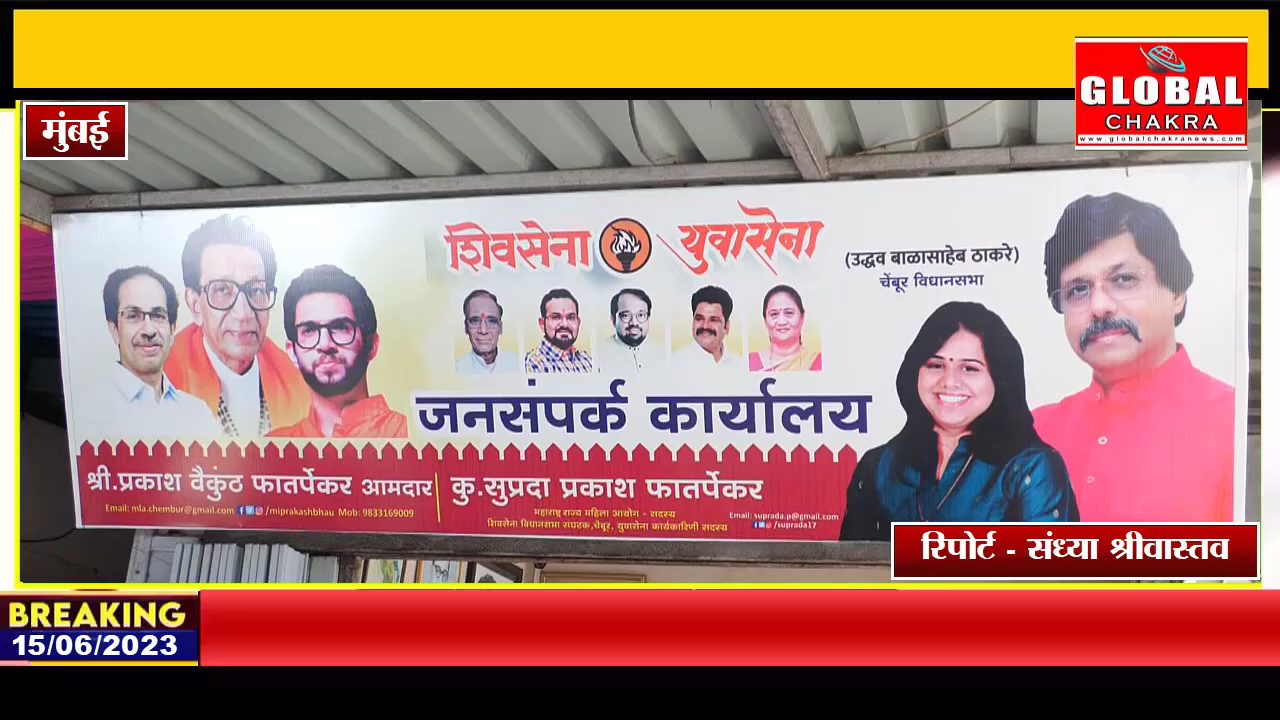 GLOBAL
CHAKRA
www.globalchakranews.com
मुंबई
शिवसेना युवासेना
(उद्धव बाळासाहेब ठाकरे)
चेंबूर विधानसभा
जनसंपर्क कार्यालय
श्री.प्रकाश वैकुंठ फातर्पेकर आमदार
Email: mla.chembur@gmail.com /miprakashbhau Mob: 9833169009
कु.सुप्रदा प्रकाश फातर्पेकर
महाराष्ट्र राज्य महिला आयोग - सदस्य
शिवसेना विधानसभा संघटक,चेंबूर, युवासेना कार्यकारिणी सदस्य
Email: suprada.p@gmail.com
/suprada17
रिपोर्ट - संध्या श्रीवास्तव
BREAKING
15/06/2023